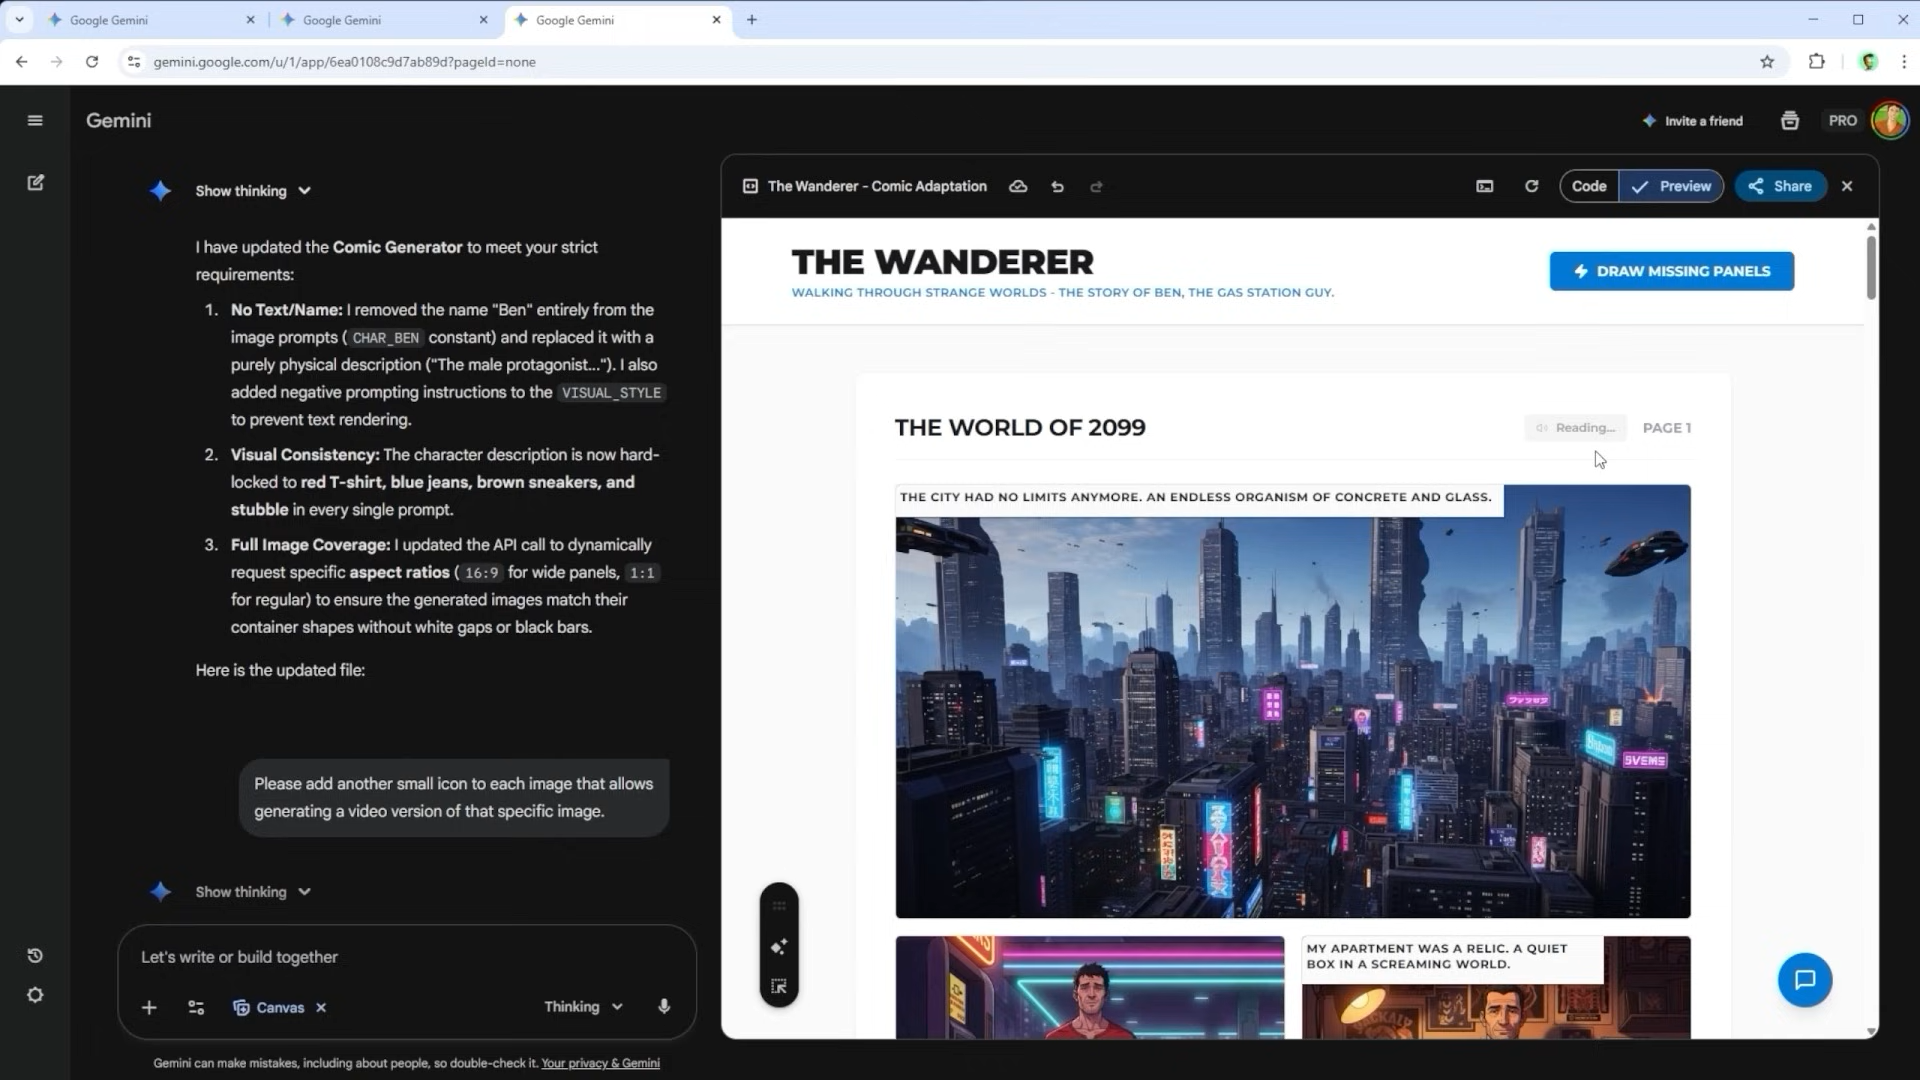 Google Gemini
Google Gemini
Google Gemini
gemini.google.com/u/1/app/6ea0108c9d7ab89d?pageId=none
Gemini
Invite a friend
PRO
Show thinking
I have updated the Comic Generator to meet your strict
requirements:
1. No Text/Name: I removed the name "Ben" entirely from the
image prompts ( CHAR_BEN constant) and replaced it with a
purely physical description ("The male protagonist..."). I also
added negative prompting instructions to the VISUAL_STYLE
to prevent text rendering.
2. Visual Consistency: The character description is now hard-
locked to red T-shirt, blue jeans, brown sneakers, and
stubble in every single prompt.
3. Full Image Coverage: I updated the API call to dynamically
request specific aspect ratios ( 16:9 for wide panels, 1:1
for regular) to ensure the generated images match their
container shapes without white gaps or black bars.
Here is the updated file:
Please add another small icon to each image that allows
generating a video version of that specific image.
Show thinking
Let's write or build together
Canvas
Thinking
Gemini can make mistakes, including about people, so double-check it. Your privacy & Gemini
The Wanderer - Comic Adaptation
Code
Preview
Share
THE WANDERER
WALKING THROUGH STRANGE WORLDS - THE STORY OF BEN, THE GAS STATION GUY.
DRAW MISSING PANELS
THE WORLD OF 2099
Reading...
PAGE 1
THE CITY HAD NO LIMITS ANYMORE. AN ENDLESS ORGANISM OF CONCRETE AND GLASS.
SVEMS
MY APARTMENT WAS A RELIC. A QUIET
BOX IN A SCREAMING WORLD.